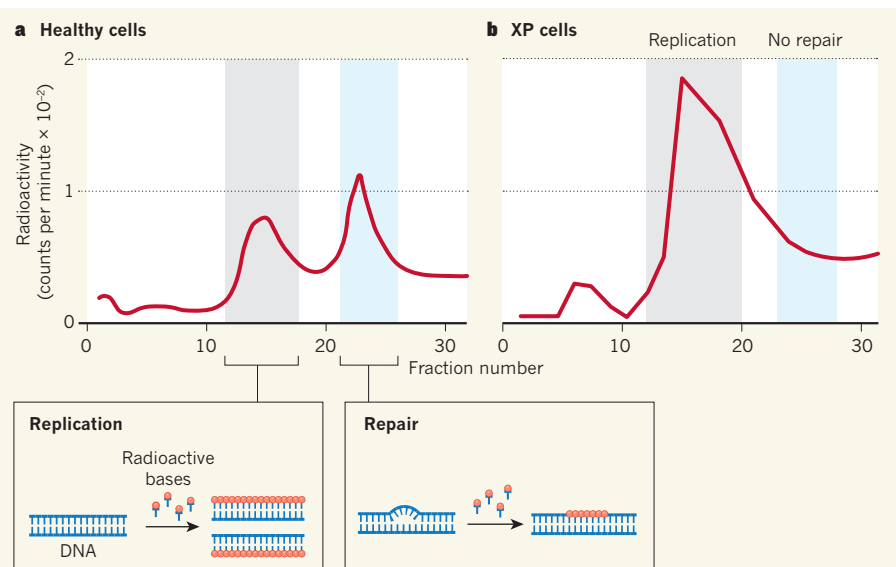 a Healthy cells
b XP cells
Replication
No repair
Radioactivity
(counts per minute × 10⁻²)
2
1
0
0
10
20
30
0
10
20
30
Fraction number
Replication
Radioactive
bases
DNA
Repair